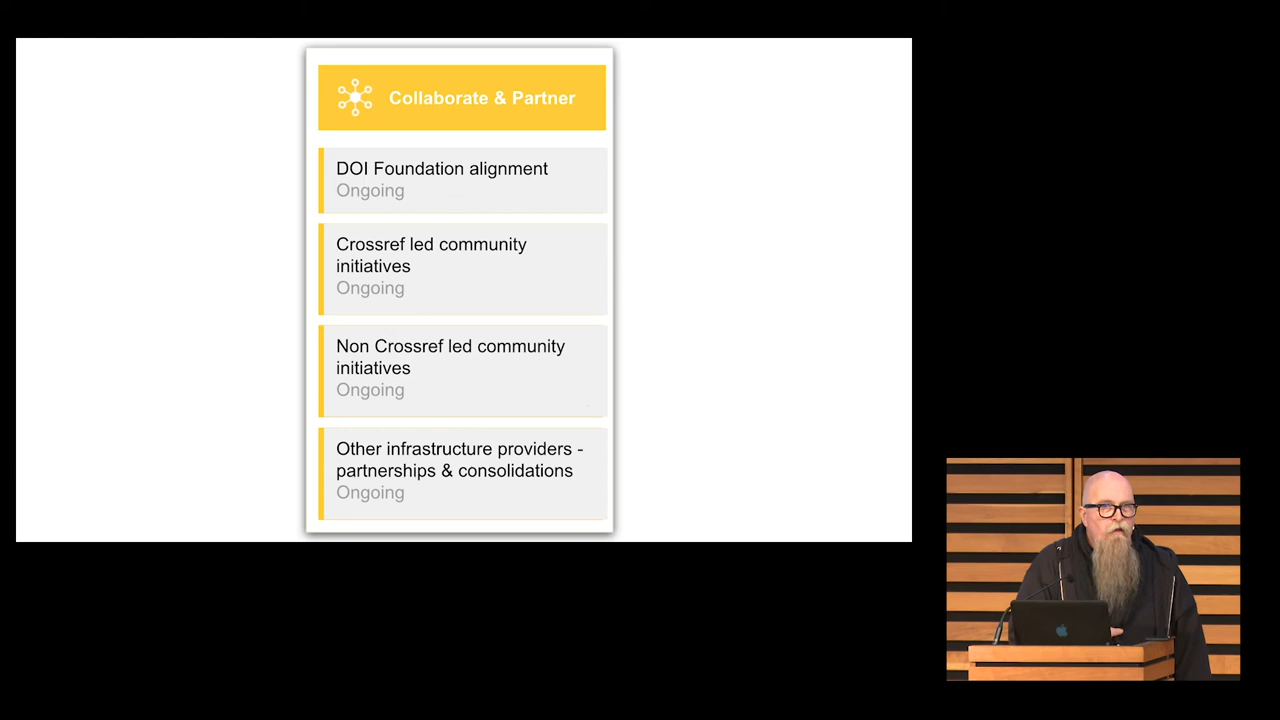 Collaborate & Partner
DOI Foundation alignment
Ongoing
Crossref led community
initiatives
Ongoing
Non Crossref led community
initiatives
Ongoing
Other infrastructure providers -
partnerships & consolidations
Ongoing